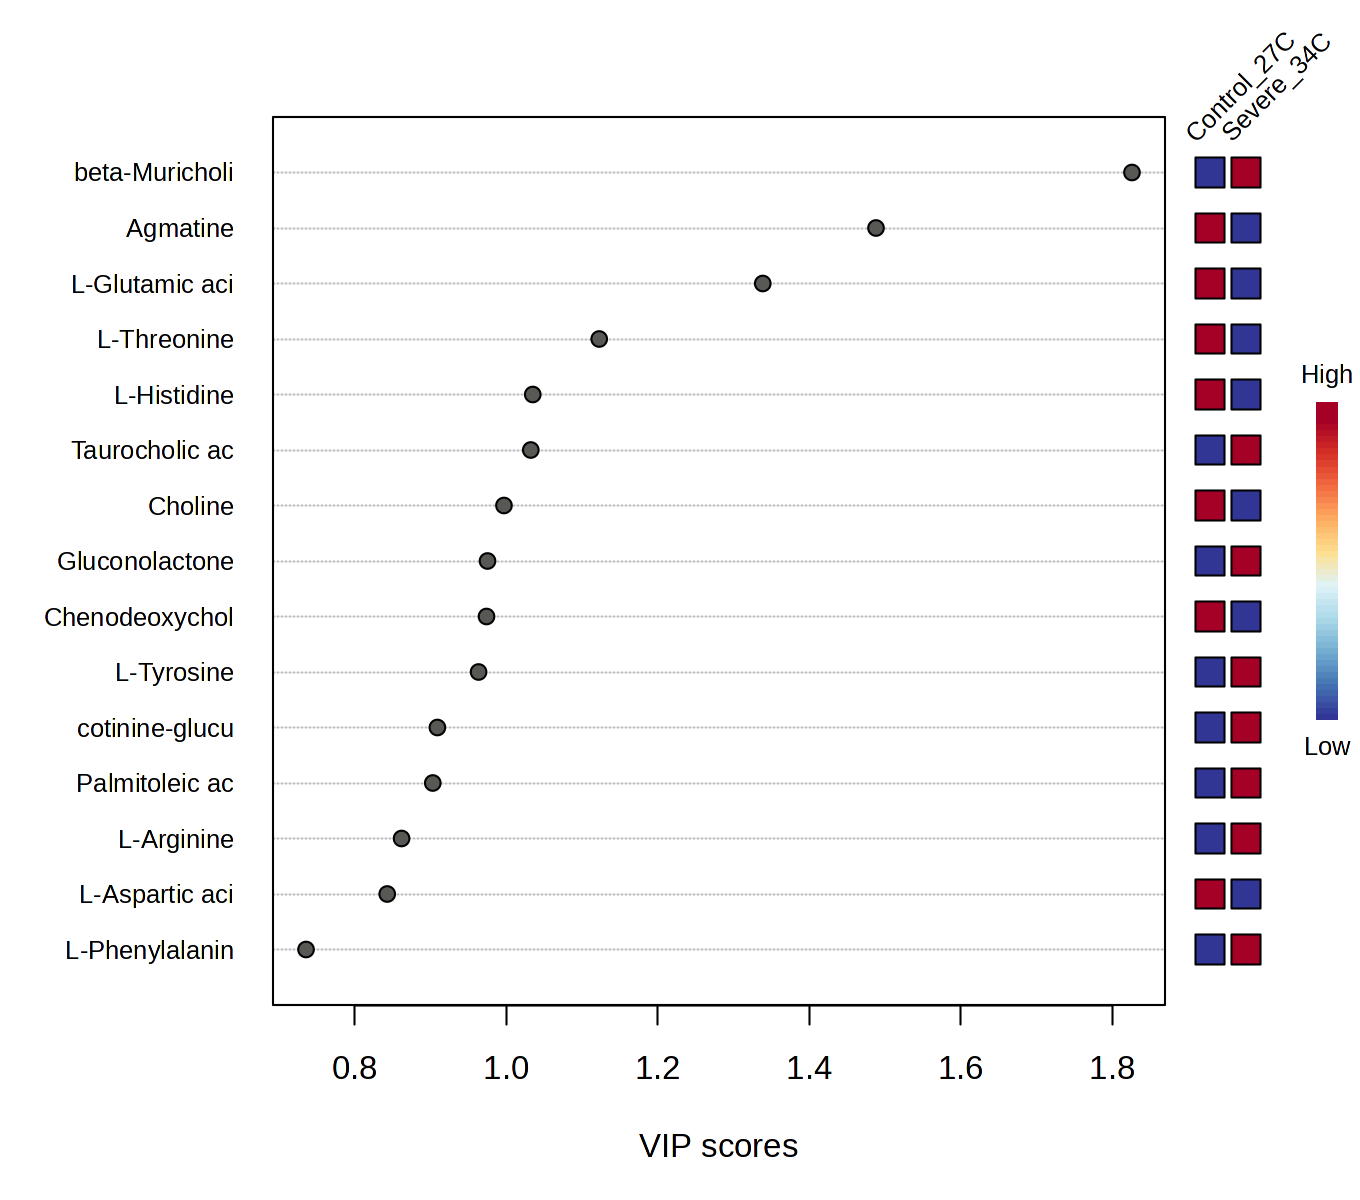 Control_27C
Severe_34C
beta-Muricholi
Agmatine
L-Glutamic aci
L-Threonine
L-Histidine
Taurocholic ac
Choline
Gluconolactone
Chenodeoxychol
L-Tyrosine
cotinine-glucu
Palmitoleic ac
L-Arginine
L-Aspartic aci
L-Phenylalanin
High
Low
0.8 1.0 1.2 1.4 1.6 1.8
VIP scores